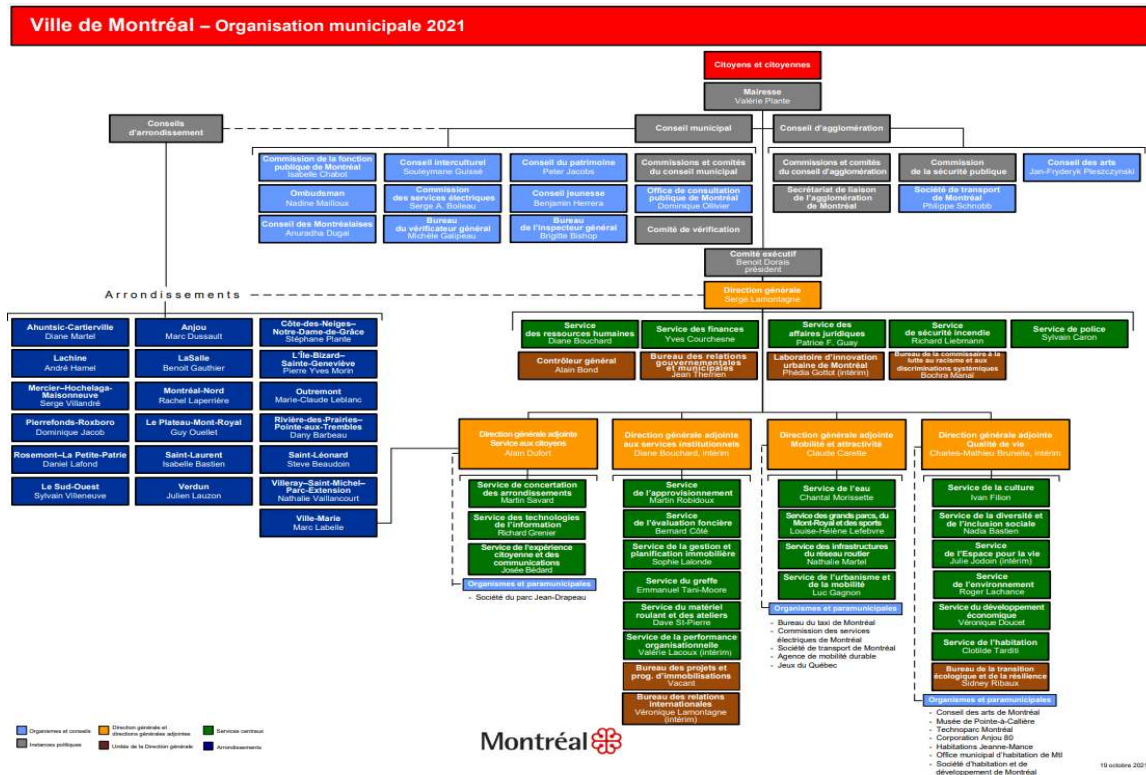 Ville de Montréal – Organisation municipale 2021
Citoyens et citoyennes
Mairesse
Valérie Plante
Conseils
d'arrondissement
Conseil municipal
Conseil d'agglomération
Commission de la fonction
publique de Montréal
Isabelle Chabot
Conseil interculturel
Souleymane Guissé
Conseil du patrimoine
Peter Jacobs
Commissions et comités
du conseil municipal
Commissions et comités
du conseil d'agglomération
Commission
de la sécurité publique
Conseil des arts
Jan-Fryderyk Pleszczynski
Ombudsman
Nadine Mailloux
Commission
des services électriques
Serge A. Boileau
Conseil jeunesse
Benjamin Herrera
Office de consultation
publique de Montréal
Dominique Ollivier
Secrétariat de liaison
de l'agglomération
de Montréal
Société de transport
de Montréal
Philippe Schnobb
Conseil des Montréalaises
Anuradha Dugal
Bureau
du vérificateur général
Michèle Galipeau
Bureau
de l'inspecteur général
Brigitte Bishop
Comité de vérification
Comité exécutif
Benoit Dorais
président
Direction générale
Serge Lamontagne
Arrondissements
Ahuntsic-Cartierville
Diane Martel
Anjou
Marc Dussault
Côte-des-Neiges–
Notre-Dame-de-Grâce
Stéphane Plante
Lachine
André Hamel
LaSalle
Benoit Gauthier
L'Île-Bizard–
Sainte-Geneviève
Pierre Yves Morin
Mercier–Hochelaga-
Maisonneuve
Serge Villandré
Montréal-Nord
Rachel Laperrière
Outremont
Marie-Claude Leblanc
Pierrefonds-Roxboro
Dominique Jacob
Le Plateau-Mont-Royal
Guy Ouellet
Rivière-des-Prairies–
Pointe-aux-Trembles
Dany Barbeau
Rosemont–La Petite-Patrie
Daniel Lafond
Saint-Laurent
Isabelle Bastien
Saint-Léonard
Steve Beaudoin
Le Sud-Ouest
Sylvain Villeneuve
Verdun
Julien Lauzon
Villeray–Saint-Michel–
Parc-Extension
Nathalie Vaillancourt
Ville-Marie
Marc Labelle
Service
des ressources humaines
Diane Bouchard
Service des finances
Yves Courchesne
Service des
affaires juridiques
Patrice F. Guay
Service de
sécurité incendie
Richard Liebmann
Service de police
Sylvain Caron
Contrôleur général
Alain Bond
Bureau des relations
gouvernementales
et municipales
Jean Therrien
Laboratoire d'innovation
urbaine de Montréal
Phédia Gottot (intérim)
Bureau de la commissaire à la
lutte au racisme et aux
discriminations systémiques
Bochra Manaï
Direction générale adjointe
Service aux citoyens
Alain Dufort
Service de concertation
des arrondissements
Martin Savard
Service des technologies
de l'information
Richard Grenier
Service de l'expérience
citoyenne et des
communications
Josée Bédard
Organismes et paramunicipales
- Société du parc Jean-Drapeau
Direction générale adjointe
aux services institutionnels
Diane Bouchard, intérim
Service
de l'approvisionnement
Martin Robidoux
Service
de l'évaluation foncière
Bernard Côté
Service de la gestion et
planification immobilière
Sophie Lalonde
Service du greffe
Emmanuel Tani-Moore
Service du matériel
roulant et des ateliers
Dave St-Pierre
Service de la performance
organisationnelle
Valérie Lacoux (intérim)
Bureau des projets et
prog. d'immobilisations
Vacant
Bureau des relations
internationales
Véronique Lamontagne
(intérim)
Direction générale adjointe
Mobilité et attractivité
Claude Carette
Service de l'eau
Chantal Morissette
Service des grands parcs, du
Mont-Royal et des sports
Louise-Hélène Lefebvre
Service des infrastructures
du réseau routier
Nathalie Martel
Service de l'urbanisme et
de la mobilité
Luc Gagnon
Organismes et paramunicipales
- Bureau du taxi de Montréal
- Commission des services
électriques de Montréal
- Société de transport de Montréal
- Agence de mobilité durable
- Jeux du Québec
Direction générale adjointe
Qualité de vie
Charles-Mathieu Brunelle, intérim
Service de la culture
Ivan Filion
Service de la diversité et
de l'inclusion sociale
Nadia Bastien
Service
de l'Espace pour la vie
Julie Jodoin (intérim)
Service
de l'environnement
Roger Lachance
Service du développement
économique
Véronique Doucet
Service de l'habitation
Clotilde Tarditi
Bureau de la transition
écologique et de la résilience
Sidney Ribaux
Organismes et paramunicipales
- Conseil des arts de Montréal
- Musée de Pointe-à-Callière
- Technoparc Montréal
- Corporation Anjou 80
- Habitations Jeanne-Mance
- Office municipal d'habitation de Mtl
- Société d'habitation et de
développement de Montréal
Organismes et conseils
Instances politiques
Direction générale et
directions générales adjointes
Unités de la Direction générale
Services centraux
Arrondissements
Montréal
19 octobre 2021